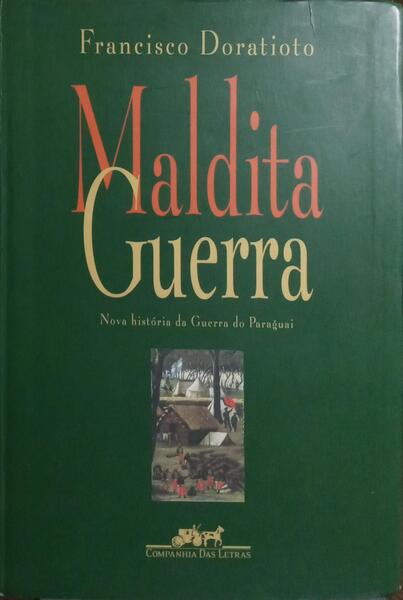 Francisco Doratioto
Maldita
Guerra
Nova história da Guerra do Paraguai
COMPANHIA DAS LETRAS